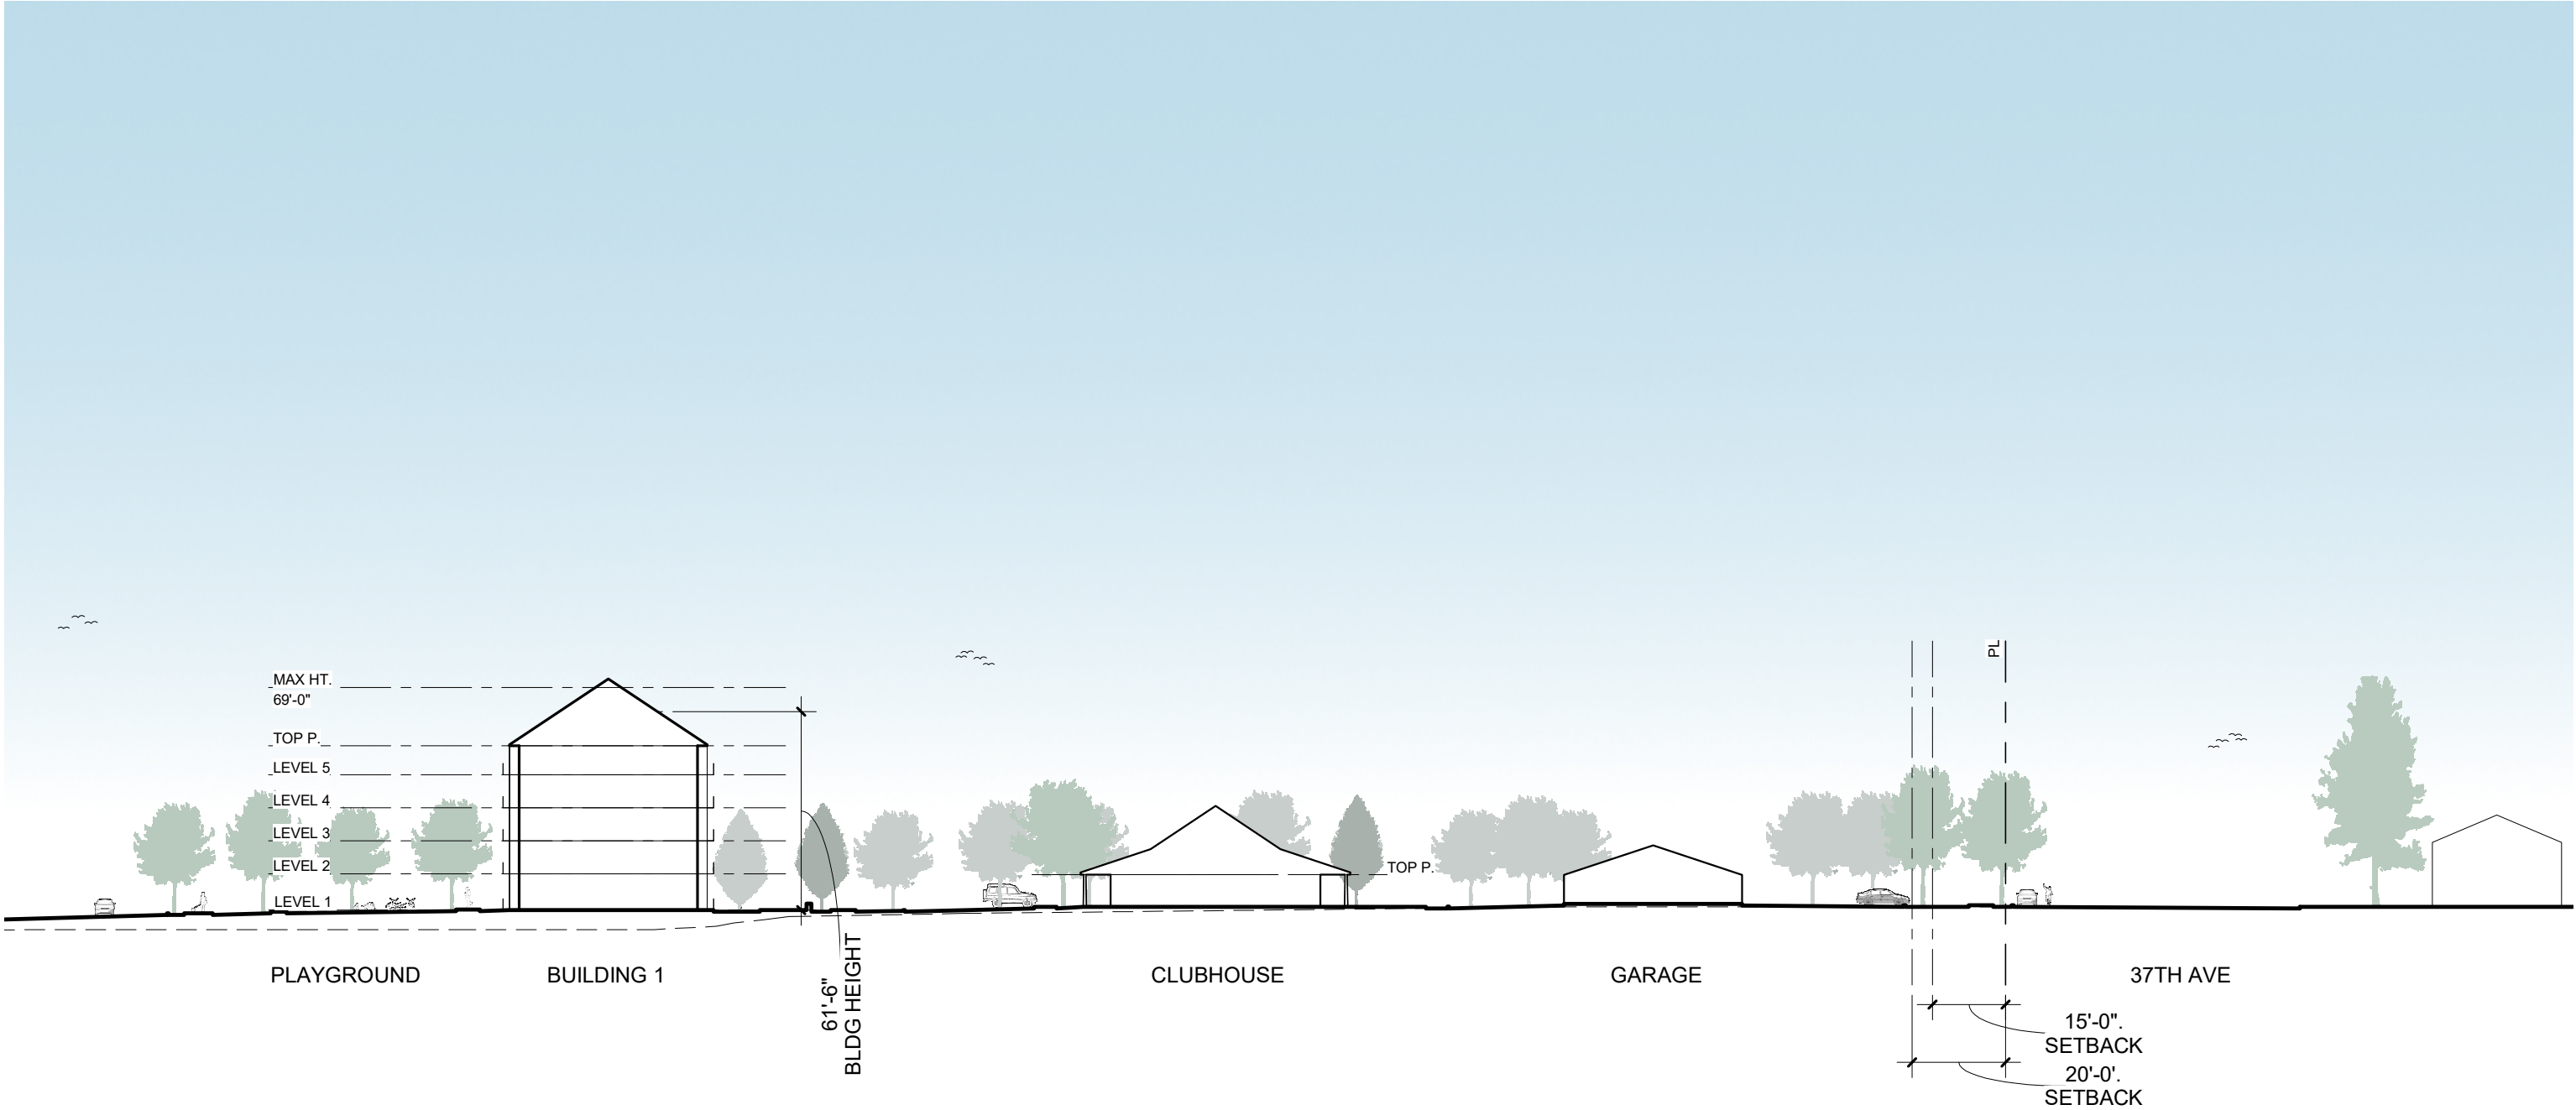 PL
MAX HT.
69'-0"
TOP P.
LEVEL 5
LEVEL 4
LEVEL 3
LEVEL 2
LEVEL 1
TOP P.
PLAYGROUND
BUILDING 1
61'-6"
BLDG HEIGHT
CLUBHOUSE
GARAGE
37TH AVE
15'-0".
SETBACK
20'-0'.
SETBACK